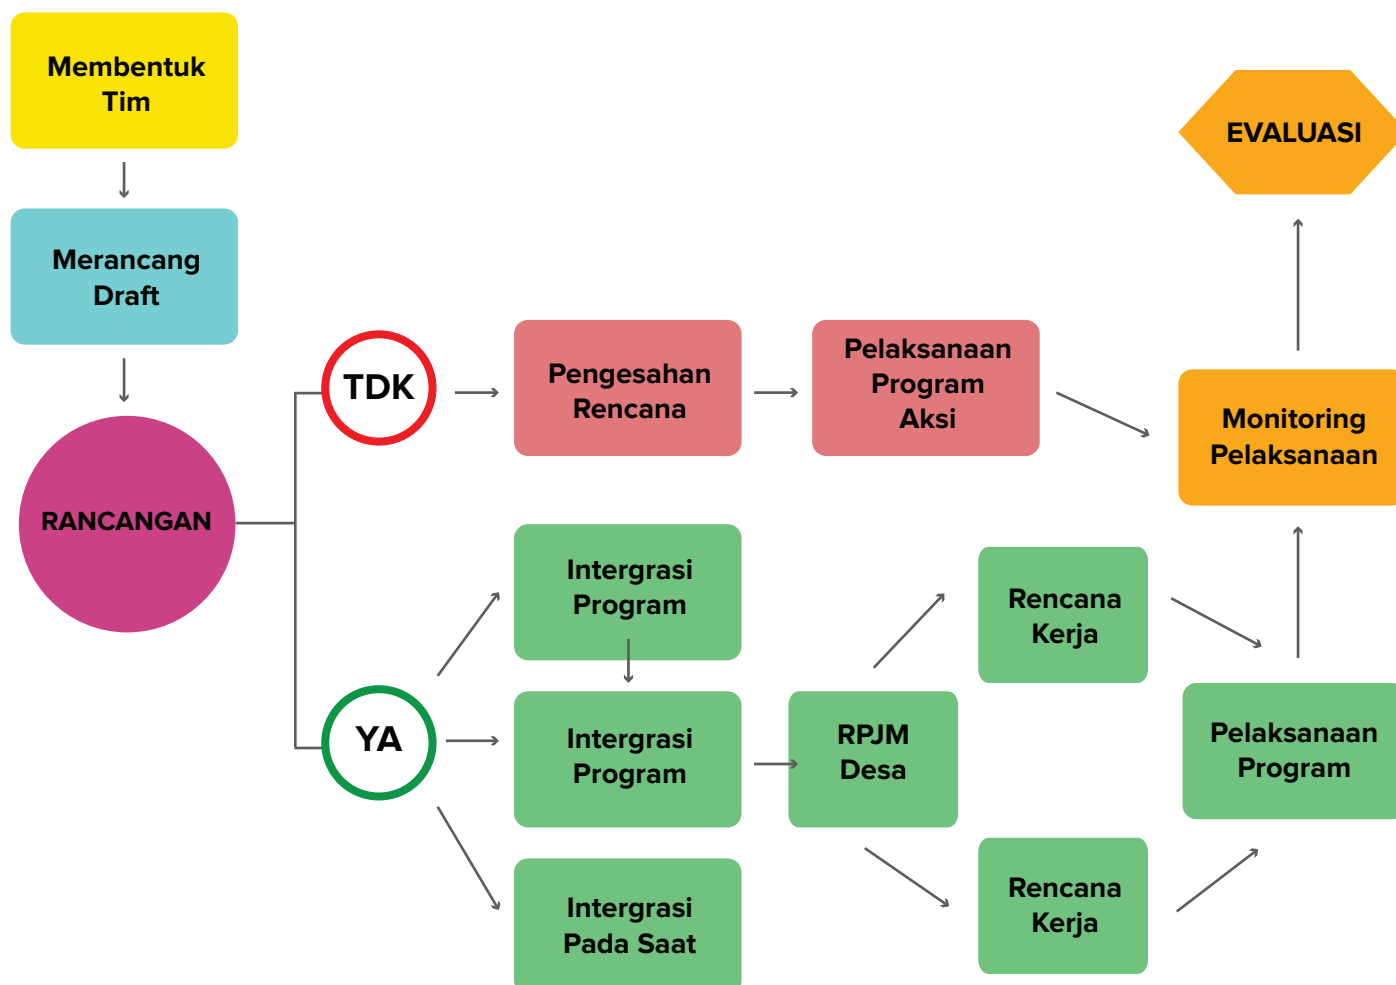 Membentuk
Tim
EVALUASI
Merancang
Draft
TDK
Pengesahan
Rencana
Pelaksanaan
Program
Aksi
Monitoring
Pelaksanaan
RANCANGAN
Intergrasi
Program
Rencana
Kerja
YA
Intergrasi
Program
RPJM
Desa
Pelaksanaan
Program
Intergrasi
Pada Saat
Rencana
Kerja